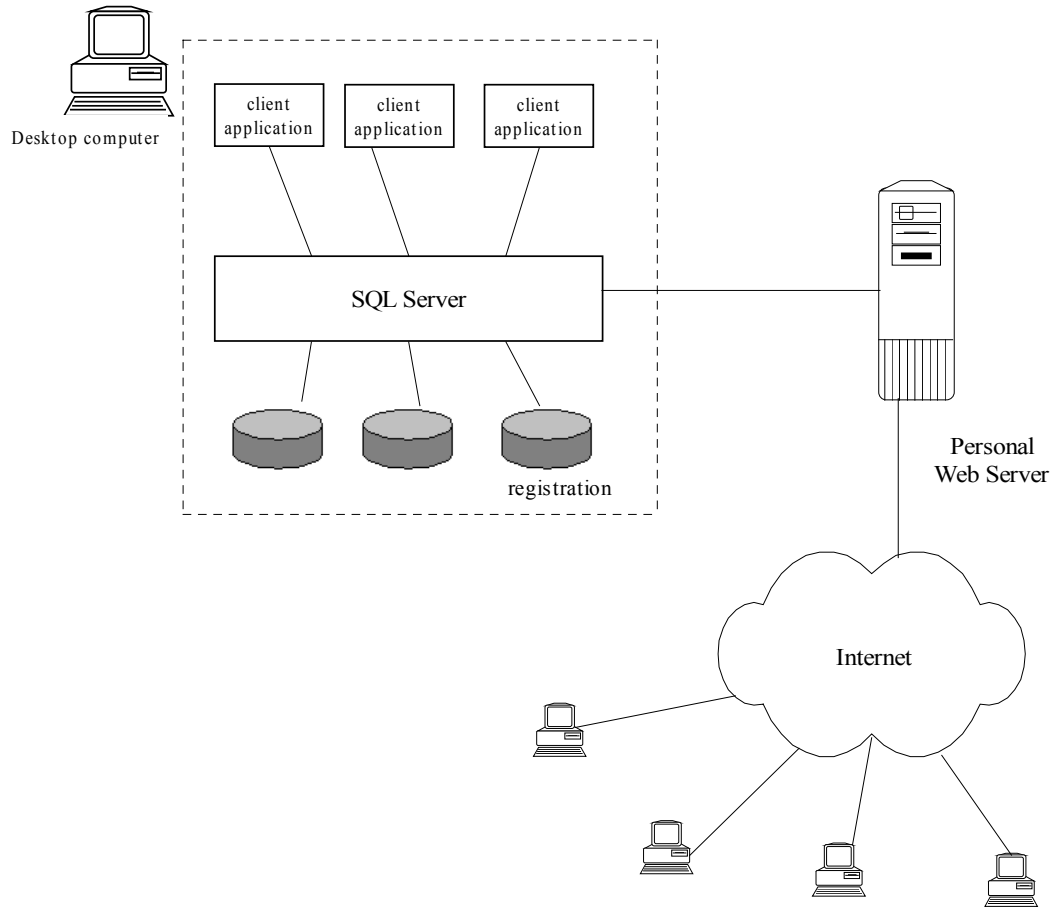 Desktop computer
client
application
client
application
client
application
SQL Server
registration
Personal
Web Server
Internet